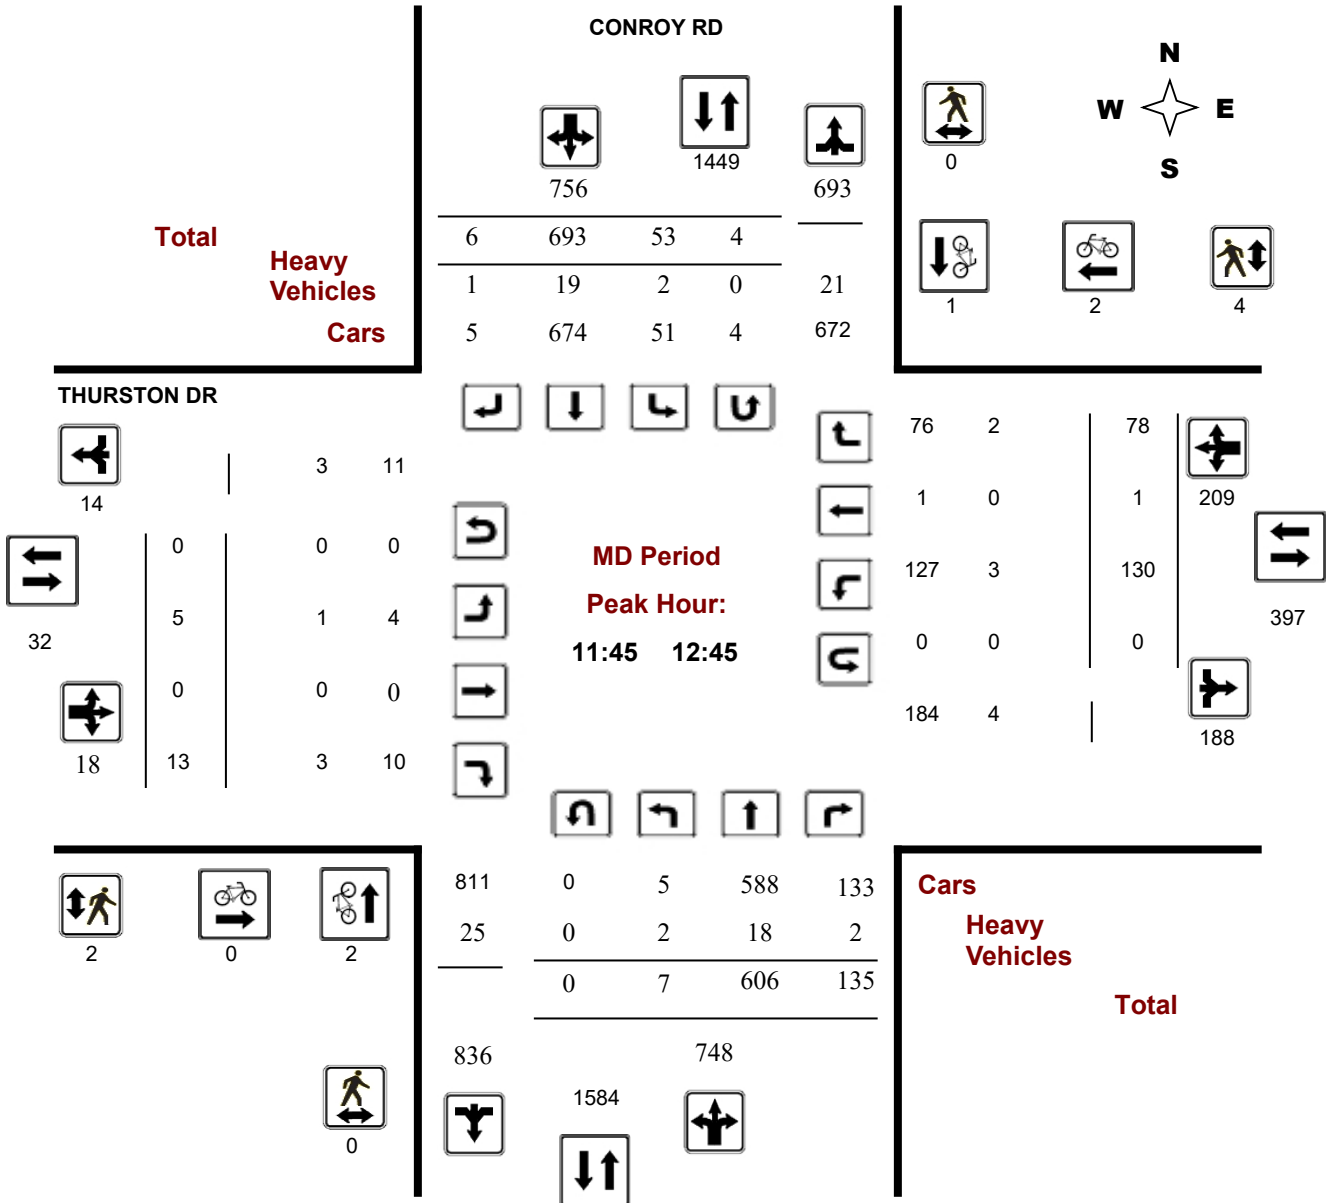 CONROY RD
N
W E
S
1449
0
756 693
Total 6 693 53 4
Heavy
Vehicles 1 19 2 0 21
Cars 5 674 51 4 672
1 2 4
THURSTON DR
76 2 78
3 11
14
1 0 1 209
0 0 0
MD Period
127 3 130
5 1 4
Peak Hour:
397
32
0 0 0
11:45 12:45
0 0 0
184 4
188
18 13 3 10
811 0 5 588 133
Cars
25 0 2 18 2
Heavy
Vehicles
2 0 2
0 7 606 135
Total
836 748
1584
0